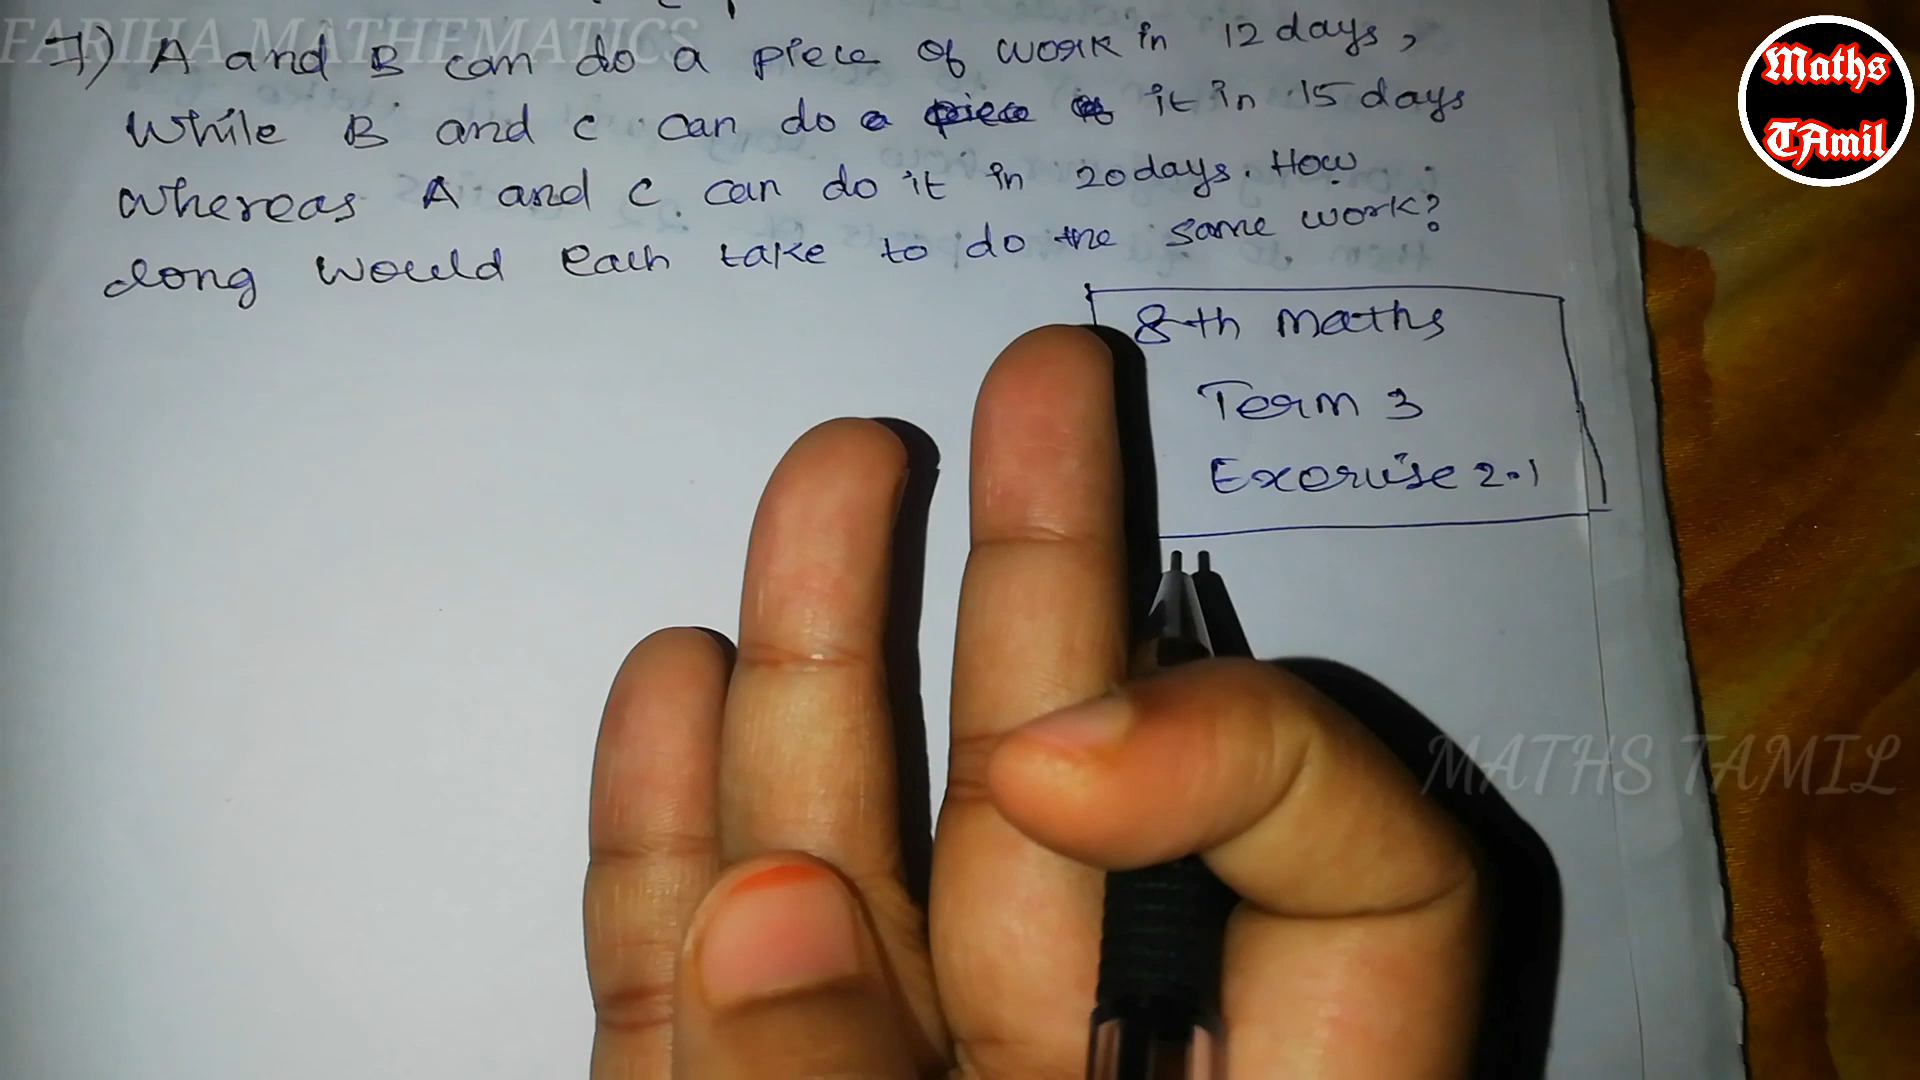 FARIHA MATHEMATICS
7) A and B can do a piece of work in 12 days,
While B and C can do a piece of it in 15 days
whereas A and C can do it in 20 days. How
long would each take to do the same work?
8th maths
Term 3
Exercise 2.1
Maths
TAmil
MATHS TAMIL